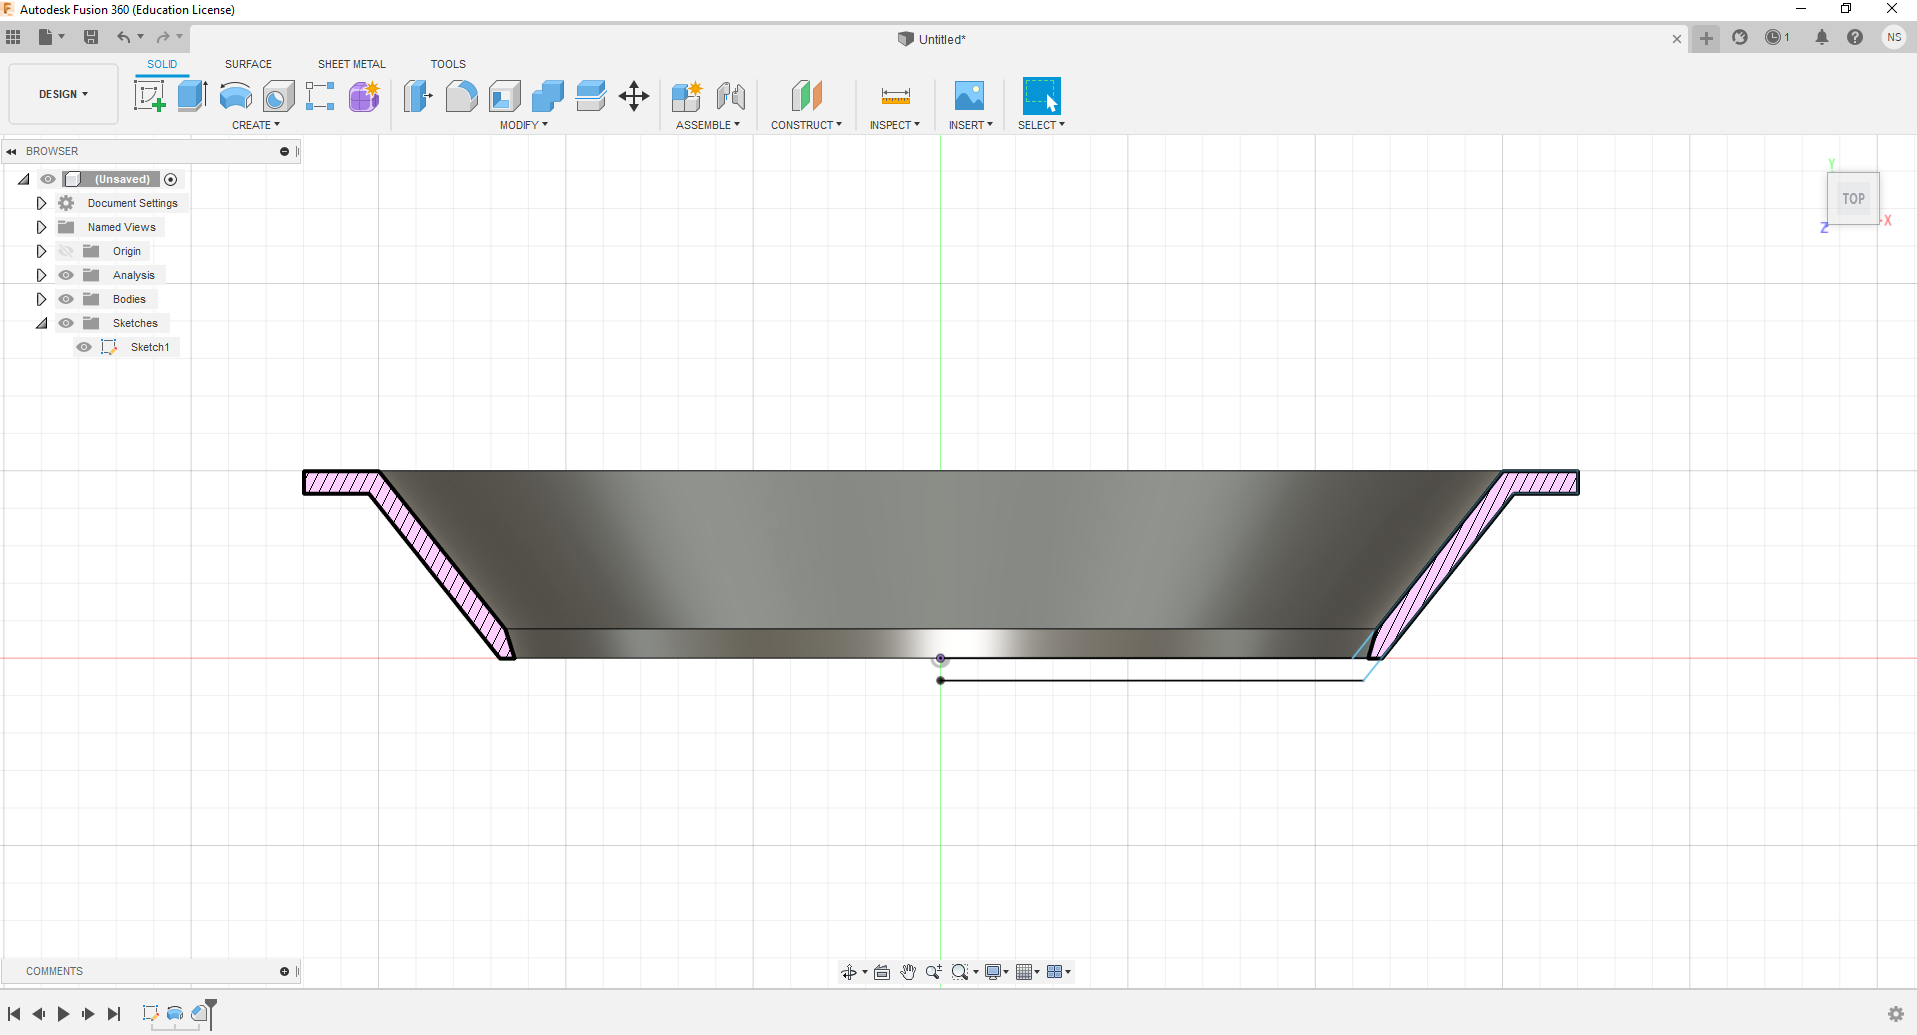 Autodesk Fusion 360 (Education License)
Untitled*
1
NS
DESIGN
SOLID
SURFACE
SHEET METAL
TOOLS
CREATE
MODIFY
ASSEMBLE
CONSTRUCT
INSPECT
INSERT
SELECT
BROWSER
(Unsaved)
Document Settings
Named Views
Origin
Analysis
Bodies
Sketches
Sketch1
Y
TOP
X
Z
COMMENTS